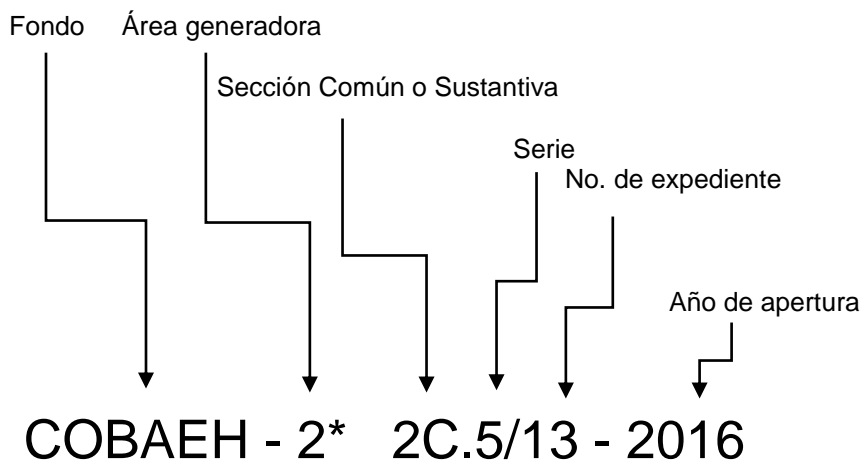 Fondo Área generadora
Sección Común o Sustantiva
Serie
No. de expediente
Año de apertura
COBAEH - 2* 2C.5/13 - 2016